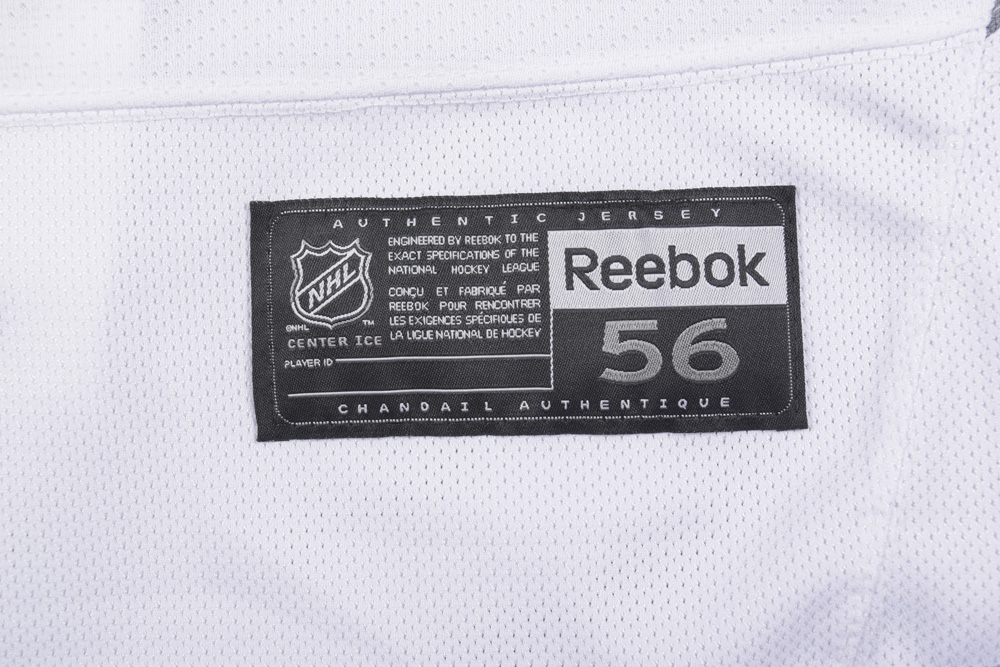 AUTHENTIC JERSEY
NHL
©NHL
TM
CENTER ICE
ENGINEERED BY REEBOK TO THE
EXACT SPECIFICATIONS OF THE
NATIONAL HOCKEY LEAGUE
CONÇU ET FABRIQUÉ PAR
REEBOK POUR RENCONTRER
LES EXIGENCES SPÉCIFIQUES DE
LA LIGUE NATIONAL DE HOCKEY
Reebok
56
PLAYER ID
CHANDAIL AUTHENTIQUE